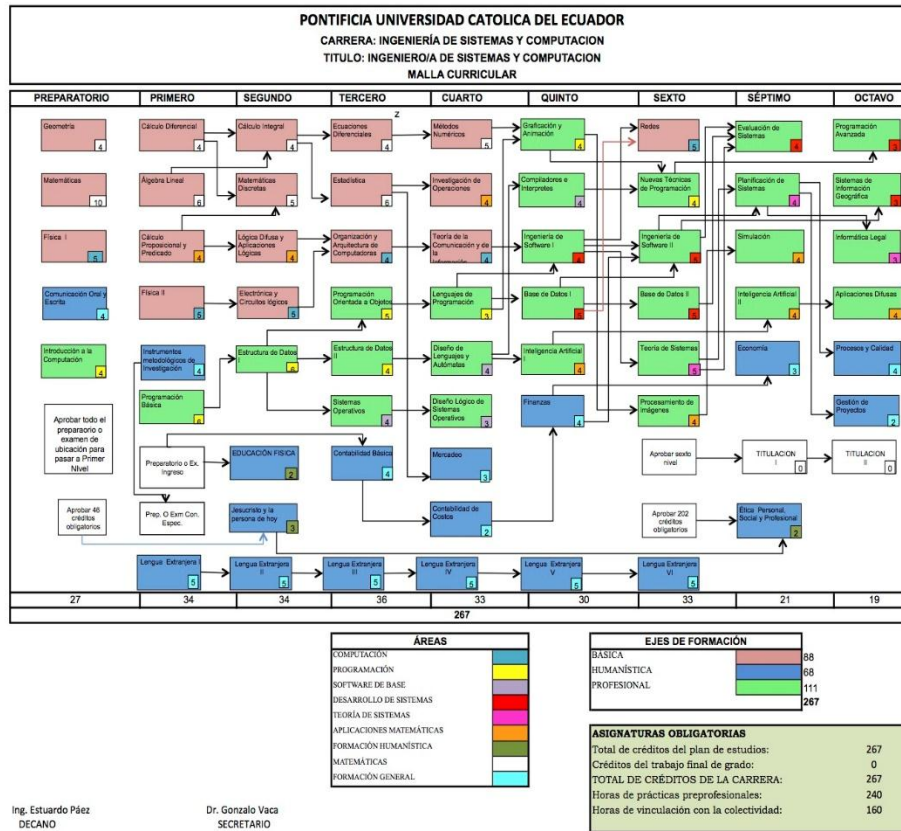 PONTIFICIA UNIVERSIDAD CATOLICA DEL ECUADOR
CARRERA: INGENIERÍA DE SISTEMAS Y COMPUTACION
TITULO: INGENIERO/A DE SISTEMAS Y COMPUTACION
MALLA CURRICULAR
PREPARATORIO PRIMERO SEGUNDO TERCERO CUARTO QUINTO SEXTO SÉPTIMO OCTAVO
Z
Geometría
4
Cálculo Diferencial
4
Cálculo Integral
4
Ecuaciones
Diferenciales
4
Métodos
Numéricos
5
Graficación y
Animación
4
Redes
5
Evaluación de
Sistemas
4
Programación
Avanzada
3
Matemáticas
10
Álgebra Lineal
6
Matemáticas
Discretas
5
Estadística
6
Investigación de
Operaciones
4
Compiladores e
Interpretes
4
Nuevas Técnicas
de Programación
4
Planificación de
Sistemas
4
Sistemas de
Información
Geográfica
3
Física I
5
Cálculo
Proposicional y
Predicado
4
Lógica Difusa y
Aplicaciones
Lógicas
4
Organización y
Arquitectura de
Computadoras
4
Teoría de la
Comunicación y de
la
Información
4
Ingeniería de
Software I
4
Ingeniería de
Software II
5
Simulación
4
Informática Legal
3
Comunicación Oral y
Escrita
4
Física II
5
Electrónica y
Circuitos lógicos
5
Programación
Orientada a Objetos
5
Lenguajes de
Programación
3
Base de Datos I
5
Base de Datos II
5
Inteligencia Artificial
II
4
Aplicaciones Difusas
4
Introducción a la
Computación
4
Instrumentos
metodológicos de
Investigación
4
Estructura de Datos
I
6
Estructura de Datos
II
4
Diseño de
Lenguajes y
Autómatas
4
Inteligencia Artificial
I
4
Teoría de Sistemas
5
Economía
3
Procesos y Calidad
4
Programación
Básica
6
Sistemas
Operativos
4
Diseño Lógico de
Sistemas
Operativos
3
Finanzas
4
Procesamiento de
Imágenes
4
Gestión de
Proyectos
2
Aprobar todo el
preparaorio o
examen de
ubicación para
pasar a Primer
NIvel
Preparatorio o Ex.
Ingreso
EDUCACIÓN FISICA
2
Contabilidad Básica
4
Mercadeo
3
Aprobar sexto
nivel
TITULACION
I
0
TITULACION
II
0
Aprobar 46
créditos
obligatorios
Prep. O Exm Con.
Espec.
Jesucristo y la
persona de hoy
3
Contabilidad de
Costos
2
Aprobar 202
créditos
obligatorios
Ética Personal,
Social y Profesional
2
Lengua Extranjera I
5
Lengua Extranjera
II
5
Lengua Extranjera
III
5
Lengua Extranjera
IV
5
Lengua Extranjera
V
5
Lengua Extranjera
VI
5
27 34 34 36 33 30 33 21 19
267
ÁREAS
COMPUTACIÓN
PROGRAMACIÓN
SOFTWARE DE BASE
DESARROLLO DE SISTEMAS
TEORÍA DE SISTEMAS
APLICACIONES MATEMÁTICAS
FORMACIÓN HUMANÍSTICA
MATEMÁTICAS
FORMACIÓN GENERAL
EJES DE FORMACIÓN
BÁSICA 88
HUMANÍSTICA 68
PROFESIONAL 111
267
ASIGNATURAS OBLIGATORIAS
Total de créditos del plan de estudios: 267
Créditos del trabajo final de grado: 0
TOTAL DE CRÉDITOS DE LA CARRERA: 267
Horas de prácticas preprofesionales: 240
Horas de vinculación con la colectividad: 160
Ing. Estuardo Páez
DECANO
Dr. Gonzalo Vaca
SECRETARIO